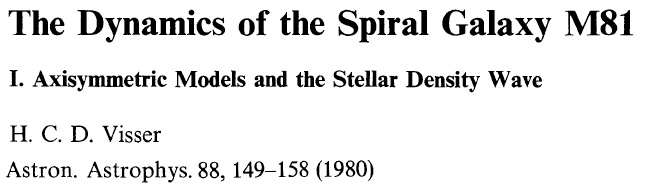 The Dynamics of the Spiral Galaxy M81
I. Axisymmetric Models and the Stellar Density Wave
H. C. D. Visser
Astron. Astrophys. 88, 149–158 (1980)